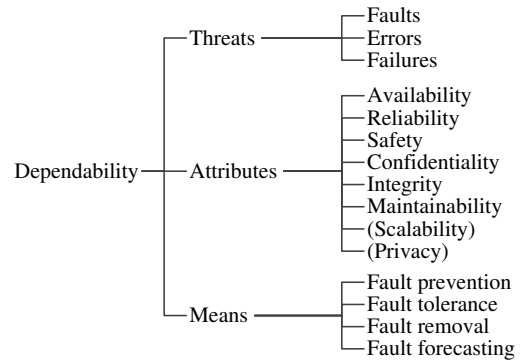 Faults
Threats
Errors
Failures
Availability
Reliability
Safety
Confidentiality
Dependability
Attributes
Integrity
Maintainability
(Scalability)
(Privacy)
Fault prevention
Fault tolerance
Means
Fault removal
Fault forecasting